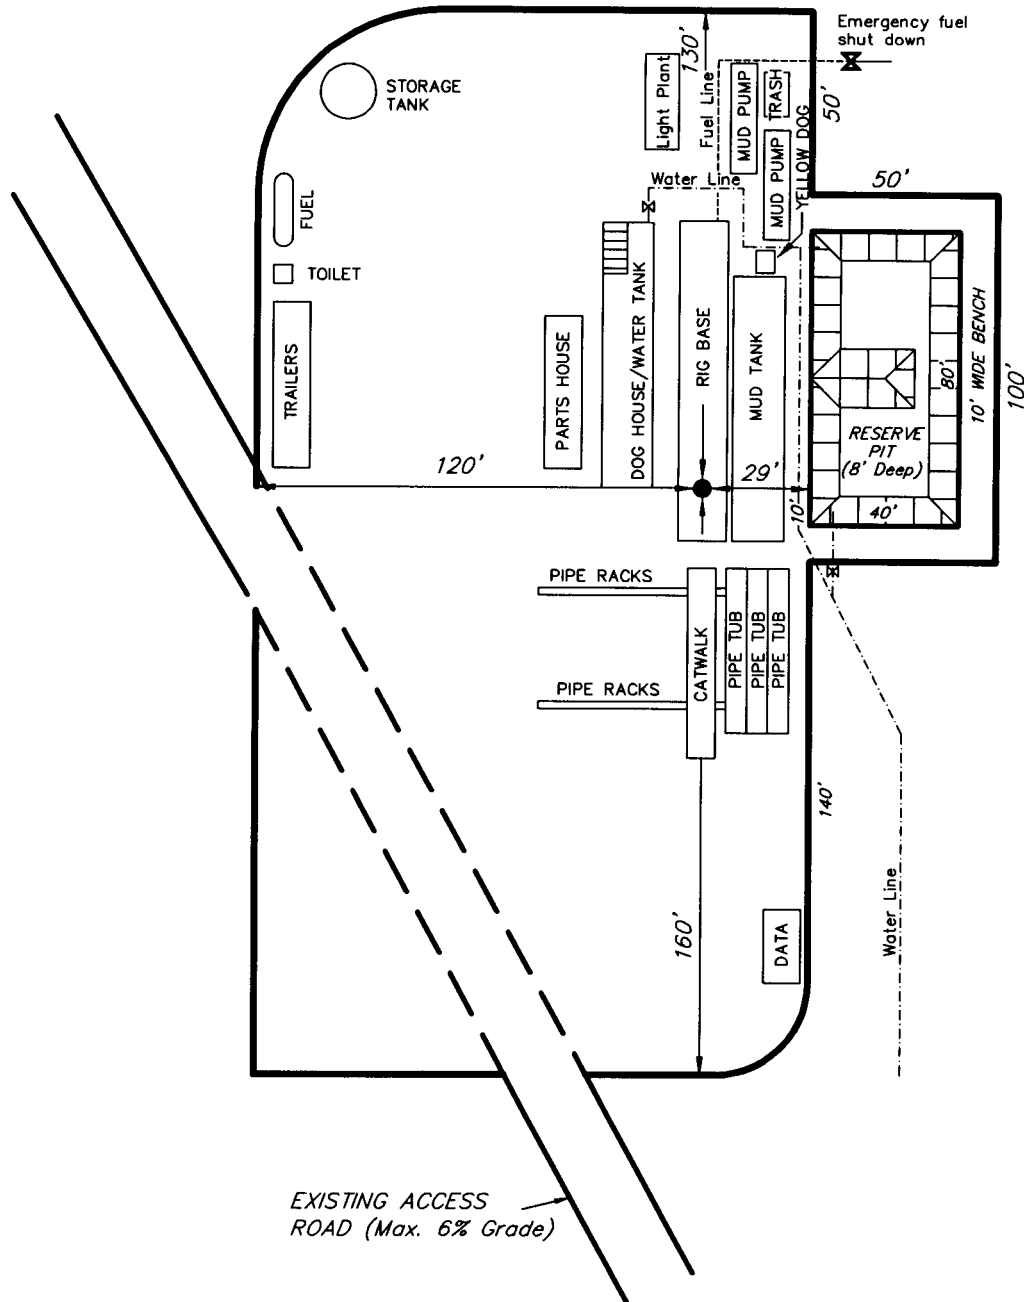 Emergency fuel
shut down
130'
50'
STORAGE
TANK
Light Plant
Fuel Line
MUD PUMP
TRASH
MUD PUMP
YELLOW DOG
Water Line
50'
FUEL
TOILET
TRAILERS
PARTS HOUSE
DOG HOUSE/WATER TANK
RIG BASE
MUD TANK
80'
10' WIDE BENCH
100'
RESERVE
PIT
(8' Deep)
120'
29'
10'
40'
PIPE RACKS
CATWALK
PIPE TUB
PIPE TUB
PIPE TUB
PIPE RACKS
140'
160'
DATA
Water Line
EXISTING ACCESS
ROAD (Max. 6% Grade)